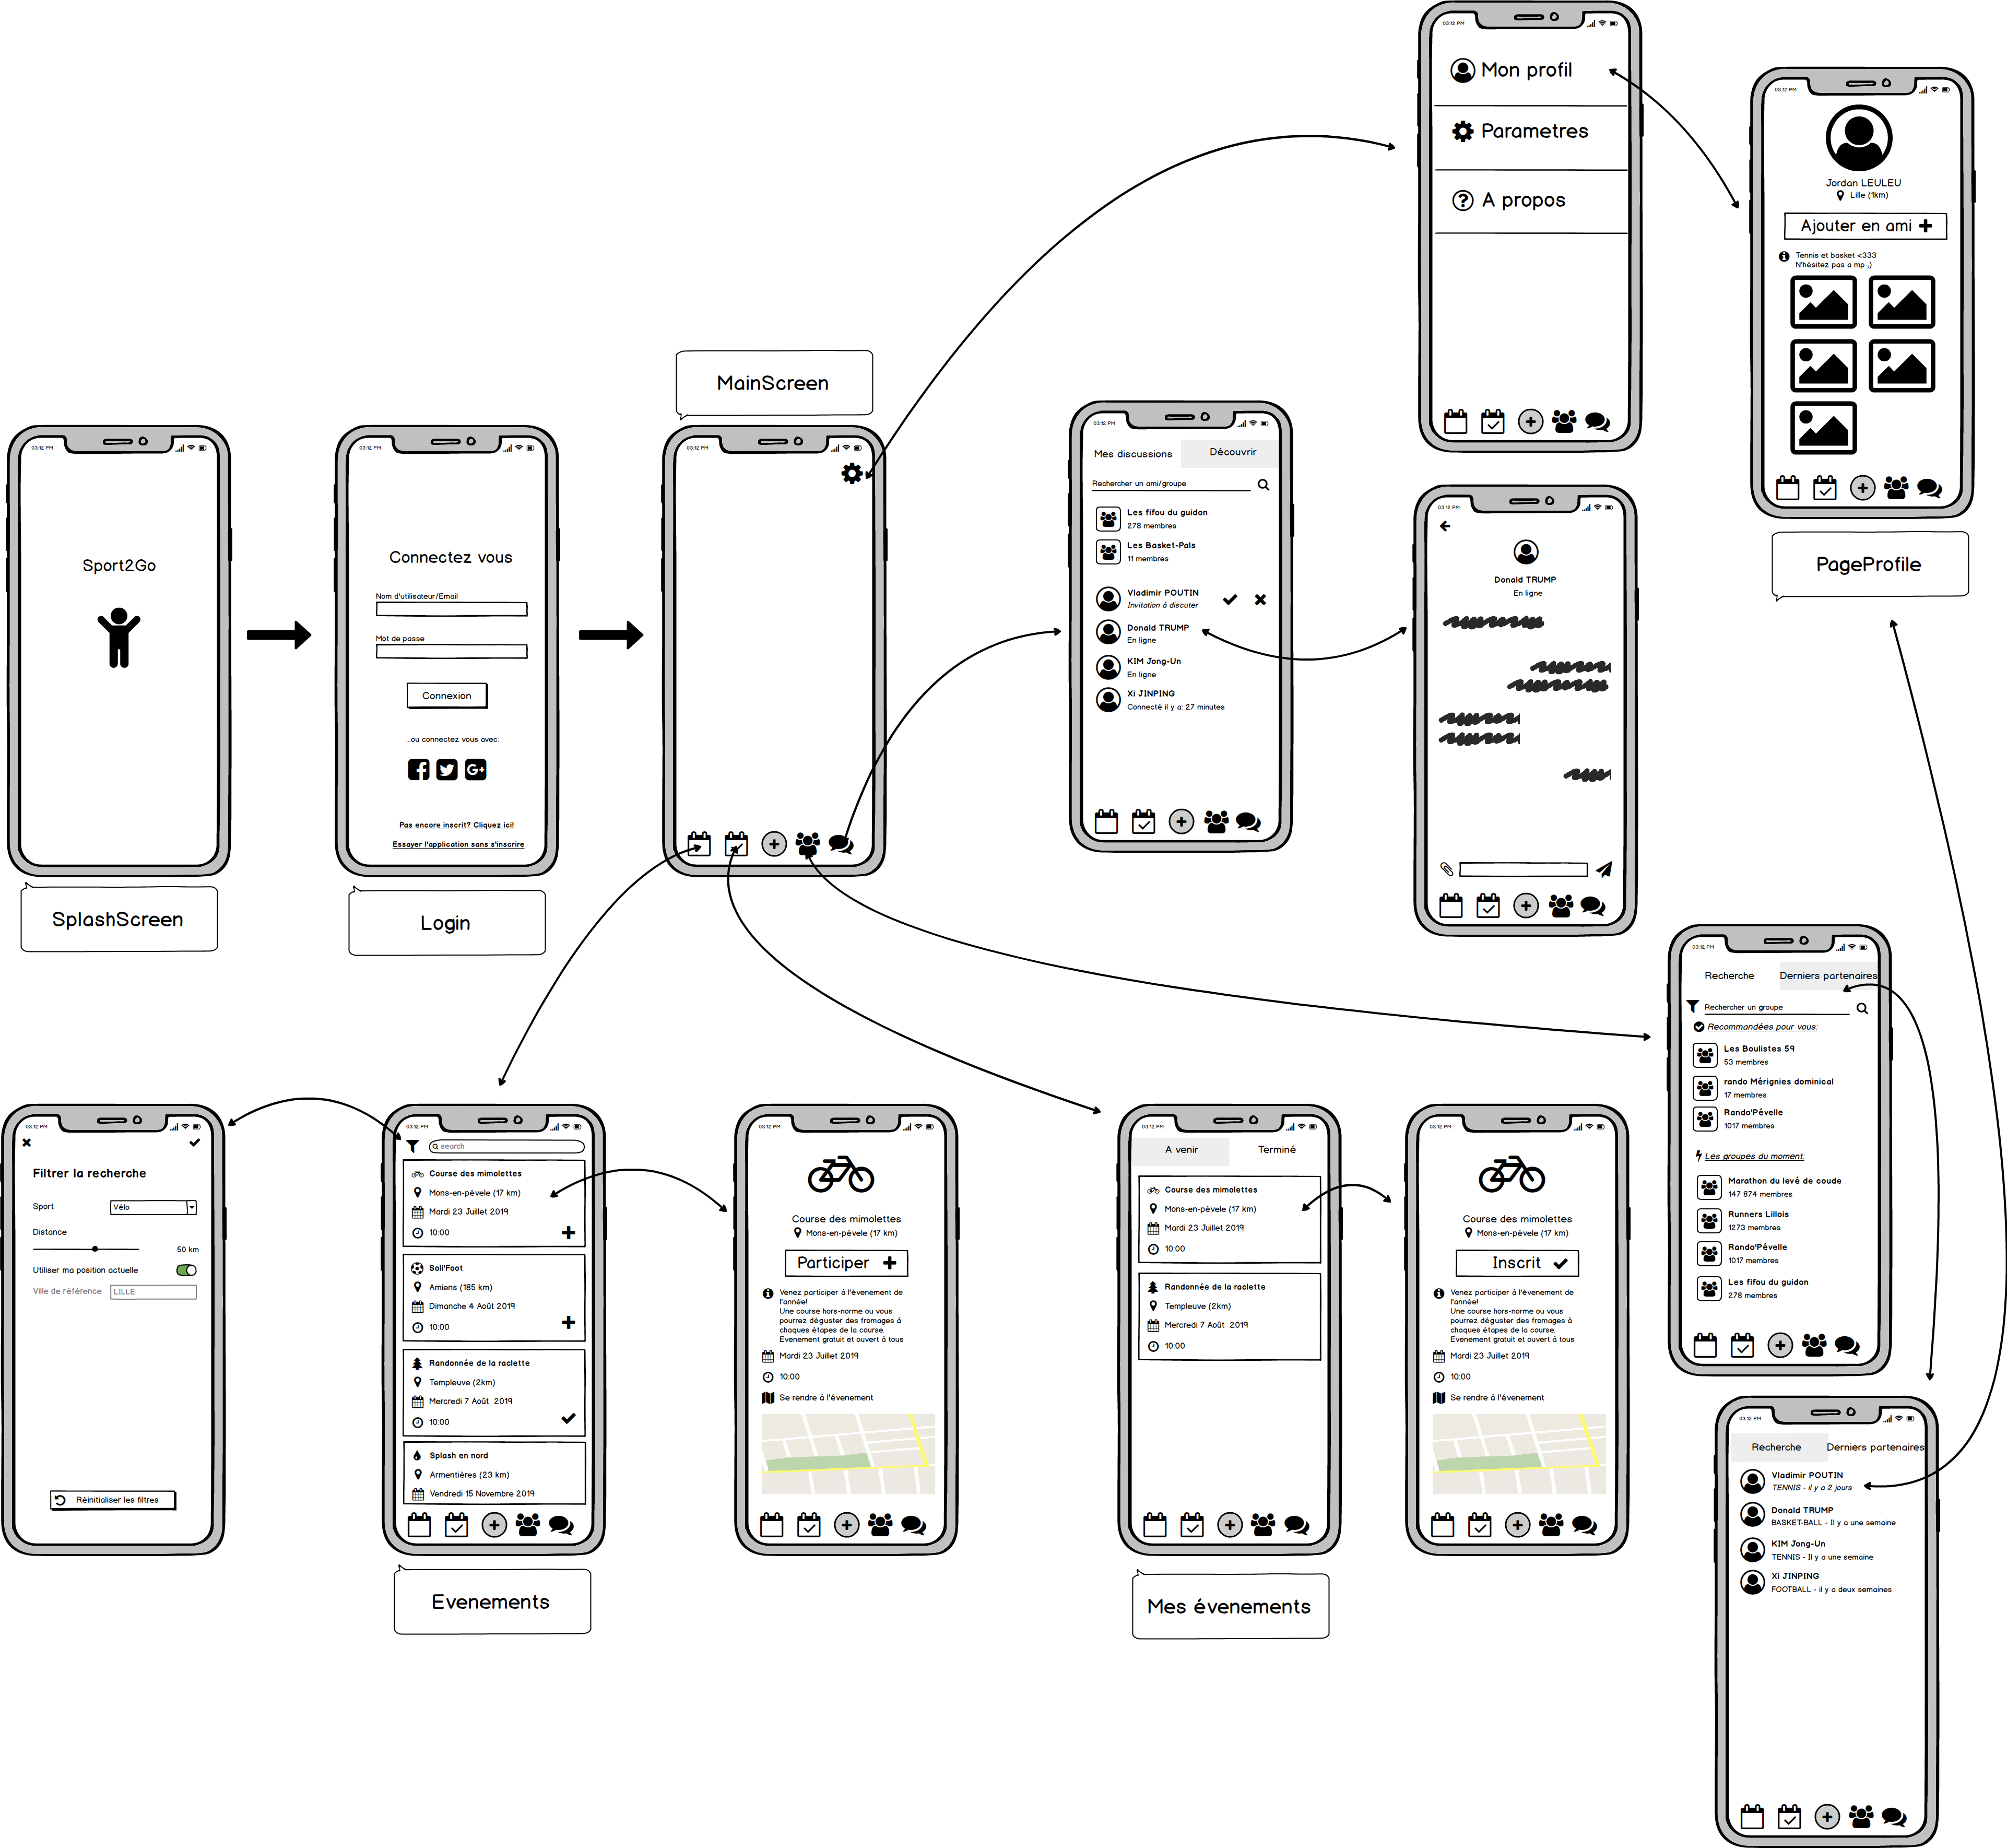 03:12 PM
Mon profil
Parametres
A propos
03:12 PM
Jordan LEULEU
Lille (1km)
Ajouter en ami
Tennis et basket <333
N'hésitez pas a mp ;)
PageProfile
MainScreen
03:12 PM
Sport2Go
SplashScreen
03:12 PM
Connectez vous
Nom d'utilisateur/Email
Mot de passe
Connexion
...ou connectez vous avec:
Pas encore inscrit? Cliquez ici!
Essayer l'application sans s'inscrire
Login
03:12 PM
03:12 PM
Mes discussions
Découvrir
Rechercher un ami/groupe
Les fifou du guidon
278 membres
Les Basket-Pals
11 membres
Vladimir POUTIN
Invitation à discuter
Donald TRUMP
En ligne
KIM Jong-Un
En ligne
Xi JINPING
Connecté il y a: 27 minutes
03:12 PM
Donald TRUMP
En ligne
03:12 PM
Recherche
Derniers partenaires
Rechercher un groupe
Recommandées pour vous:
Les Boulistes 59
53 membres
rando Mérignies dominical
17 membres
Rando'Pévelle
1017 membres
Les groupes du moment:
Marathon du levé de coude
147 874 membres
Runners Lillois
1273 membres
Rando'Pévelle
1017 membres
Les fifou du guidon
278 membres
03:12 PM
Filtrer la recherche
Sport
Vélo
Distance
50 km
Utiliser ma position actuelle
Ville de référence
LILLE
Réinitialiser les filtres
03:12 PM
search
Course des mimolettes
Mons-en-pévele (17 km)
Mardi 23 Juillet 2019
10:00
Soli'Foot
Amiens (185 km)
Dimanche 4 Août 2019
10:00
Randonnée de la raclette
Templeuve (2km)
Mercredi 7 Août 2019
10:00
Splash en nord
Armentières (23 km)
Vendredi 15 Novembre 2019
Evenements
03:12 PM
Course des mimolettes
Mons-en-pévele (17 km)
Participer
Venez participer à l'évenement de
l'année!
Une course hors-norme ou vous
pourrez déguster des fromages à
chaques étapes de la course.
Evenement gratuit et ouvert à tous
Mardi 23 Juillet 2019
10:00
Se rendre à l'évenement
03:12 PM
A venir
Terminé
Course des mimolettes
Mons-en-pévele (17 km)
Mardi 23 Juillet 2019
10:00
Randonnée de la raclette
Templeuve (2km)
Mercredi 7 Août 2019
10:00
Mes évenements
03:12 PM
Course des mimolettes
Mons-en-pévele (17 km)
Inscrit
Venez participer à l'évenement de
l'année!
Une course hors-norme ou vous
pourrez déguster des fromages à
chaques étapes de la course.
Evenement gratuit et ouvert à tous
Mardi 23 Juillet 2019
10:00
Se rendre à l'évenement
03:12 PM
Recherche
Derniers partenaires
Vladimir POUTIN
TENNIS - il y a 2 jours
Donald TRUMP
BASKET-BALL - Il y a une semaine
KIM Jong-Un
TENNIS - Il y a une semaine
Xi JINPING
FOOTBALL - il y a deux semaines